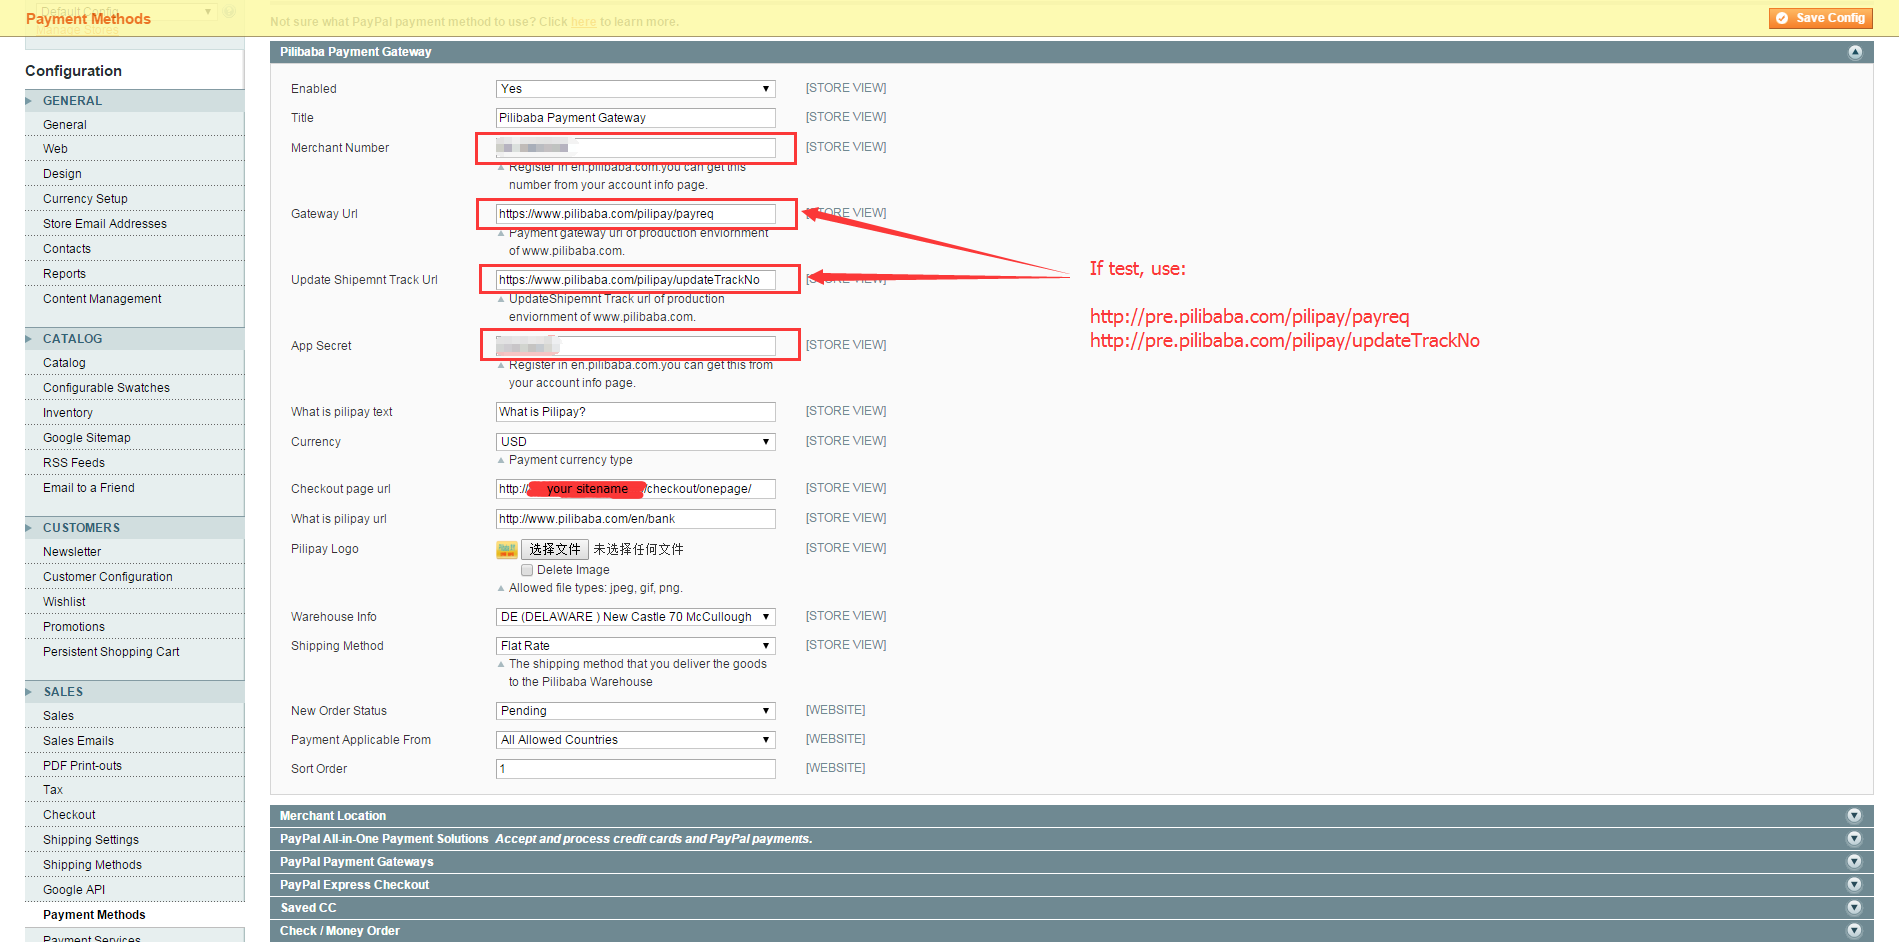 Default Config
Manage Stores
Payment Methods
Not sure what PayPal payment method to use? Click here to learn more.
Save Config
Configuration
GENERAL
General
Web
Design
Currency Setup
Store Email Addresses
Contacts
Reports
Content Management
CATALOG
Catalog
Configurable Swatches
Inventory
Google Sitemap
RSS Feeds
Email to a Friend
CUSTOMERS
Newsletter
Customer Configuration
Wishlist
Promotions
Persistent Shopping Cart
SALES
Sales
Sales Emails
PDF Print-outs
Tax
Checkout
Shipping Settings
Shipping Methods
Google API
Payment Methods
Payment Services
Pilibaba Payment Gateway
Enabled Yes [STORE VIEW]
Title Pilibaba Payment Gateway [STORE VIEW]
Merchant Number [STORE VIEW]
Register in en.pilibaba.com.you can get this
number from your account info page.
Gateway Url https://www.pilibaba.com/pilipay/payreq [STORE VIEW]
Payment gateway url of production enviornment
of www.pilibaba.com.
Update Shipemnt Track Url https://www.pilibaba.com/pilipay/updateTrackNo [STORE VIEW]
UpdateShipemnt Track url of production
enviornment of www.pilibaba.com.
App Secret [STORE VIEW]
Register in en.pilibaba.com.you can get this from
your account info page.
What is pilipay text What is Pilipay? [STORE VIEW]
Currency USD [STORE VIEW]
Payment currency type
Checkout page url http:// your sitename /checkout/onepage/ [STORE VIEW]
What is pilipay url http://www.pilibaba.com/en/bank [STORE VIEW]
Pilipay Logo 选择文件 未选择任何文件 [STORE VIEW]
Delete Image
Allowed file types: jpeg, gif, png.
Warehouse Info DE (DELAWARE ) New Castle 70 McCullough [STORE VIEW]
Shipping Method Flat Rate [STORE VIEW]
The shipping method that you deliver the goods
to the Pilibaba Warehouse
New Order Status Pending [WEBSITE]
Payment Applicable From All Allowed Countries [WEBSITE]
Sort Order 1 [WEBSITE]
If test, use:
http://pre.pilibaba.com/pilipay/payreq
http://pre.pilibaba.com/pilipay/updateTrackNo
Merchant Location
PayPal All-in-One Payment Solutions Accept and process credit cards and PayPal payments.
PayPal Payment Gateways
PayPal Express Checkout
Saved CC
Check / Money Order